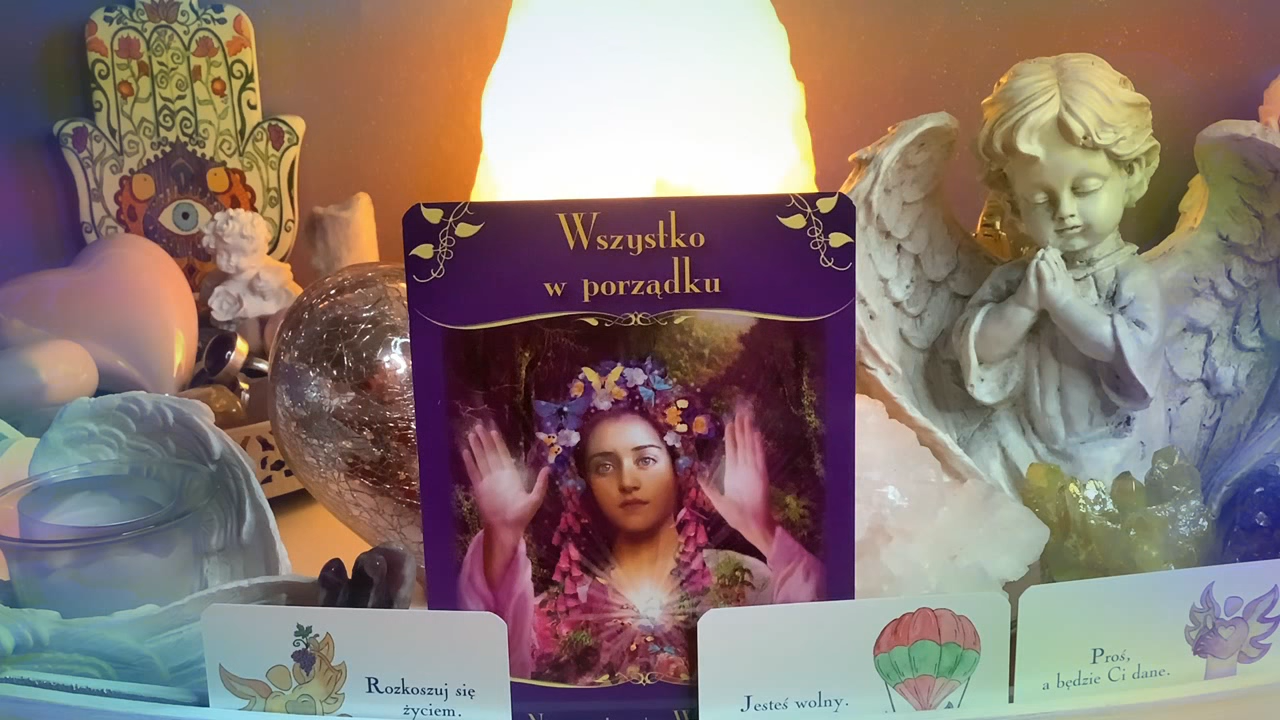 Wszystko
w porządku
Rozkoszuj się
życiem.
Jesteś wolny.
Proś,
a będzie Ci dane.